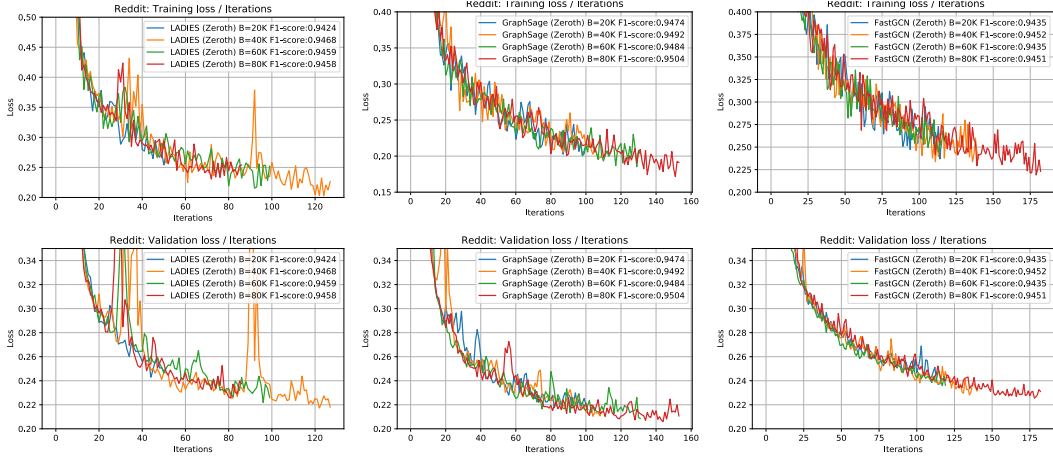 Reddit: Training loss / Iterations
LADIES (Zeroth) B=20K F1-score:0,9424
LADIES (Zeroth) B=40K F1-score:0,9468
LADIES (Zeroth) B=60K F1-score:0,9459
LADIES (Zeroth) B=80K F1-score:0,9458
Loss
0,50
0,45
0,40
0,35
0,30
0,25
0,20
0 20 40 60 80 100 120
Iterations
Reddit: Training loss / Iterations
GraphSage (Zeroth) B=20K F1-score:0,9474
GraphSage (Zeroth) B=40K F1-score:0,9492
GraphSage (Zeroth) B=60K F1-score:0,9484
GraphSage (Zeroth) B=80K F1-score:0,9504
Loss
0,40
0,35
0,30
0,25
0,20
0,15
0 20 40 60 80 100 120 140 160
Iterations
Reddit: Training loss / Iterations
FastGCN (Zeroth) B=20K F1-score:0,9435
FastGCN (Zeroth) B=40K F1-score:0,9452
FastGCN (Zeroth) B=60K F1-score:0,9435
FastGCN (Zeroth) B=80K F1-score:0,9451
Loss
0,400
0,375
0,350
0,325
0,300
0,275
0,250
0,225
0,200
0 25 50 75 100 125 150 175
Iterations
Reddit: Validation loss / Iterations
LADIES (Zeroth) B=20K F1-score:0,9424
LADIES (Zeroth) B=40K F1-score:0,9468
LADIES (Zeroth) B=60K F1-score:0,9459
LADIES (Zeroth) B=80K F1-score:0,9458
Loss
0,34
0,32
0,30
0,28
0,26
0,24
0,22
0,20
0 20 40 60 80 100 120
Iterations
Reddit: Validation loss / Iterations
GraphSage (Zeroth) B=20K F1-score:0,9474
GraphSage (Zeroth) B=40K F1-score:0,9492
GraphSage (Zeroth) B=60K F1-score:0,9484
GraphSage (Zeroth) B=80K F1-score:0,9504
Loss
0,34
0,32
0,30
0,28
0,26
0,24
0,22
0,20
0 20 40 60 80 100 120 140 160
Iterations
Reddit: Validation loss / Iterations
FastGCN (Zeroth) B=20K F1-score:0,9435
FastGCN (Zeroth) B=40K F1-score:0,9452
FastGCN (Zeroth) B=60K F1-score:0,9435
FastGCN (Zeroth) B=80K F1-score:0,9451
Loss
0,34
0,32
0,30
0,28
0,26
0,24
0,22
0,20
0 25 50 75 100 125 150 175
Iterations